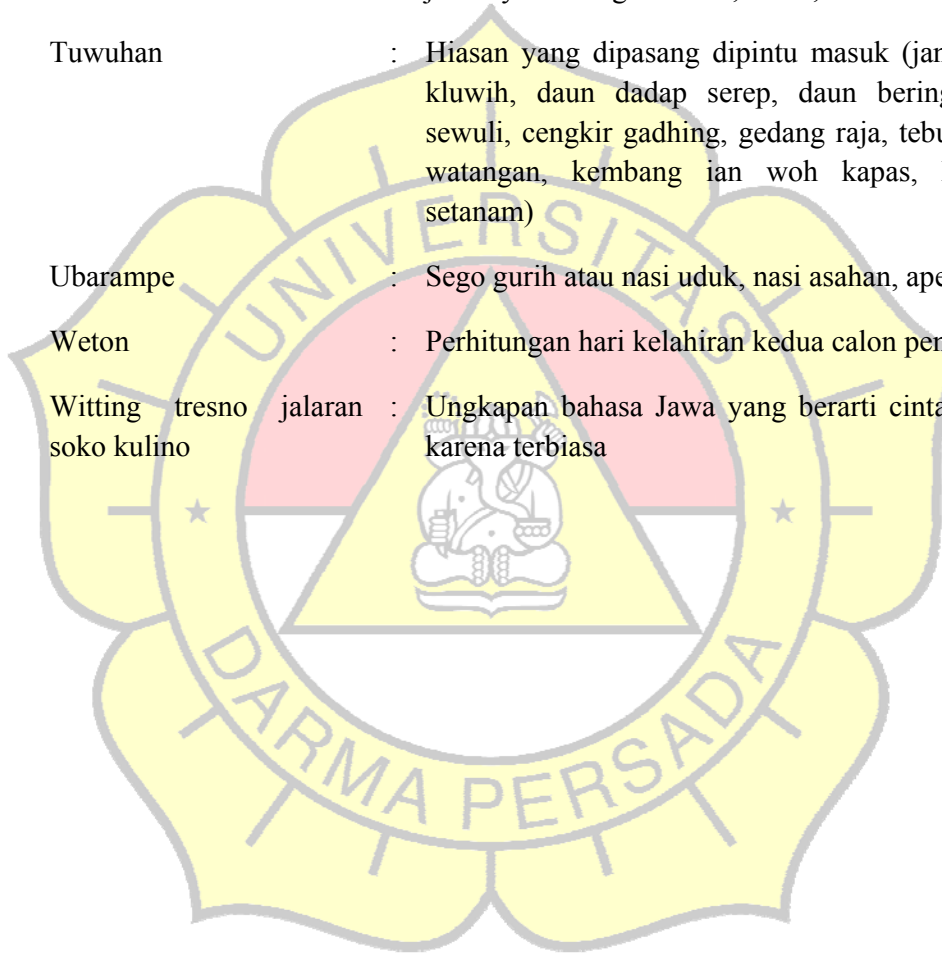 Tuwuhan : Hiasan yang dipasang dipintu masuk
kluwih, daun dadap serep, daun
sewuli, cengkir gadhing, gedang raja,
watangan, kembang ian woh kapas,
setanam)
Ubarampe : Sego gurih atau nasi uduk, nasi asahan,
Weton : Perhitungan hari kelahiran kedua calon
Witting tresno jalaran : Ungkapan bahasa Jawa yang berarti cinta
soko kulino karena terbiasa
UNIVERSITAS
DARMA PERSADA